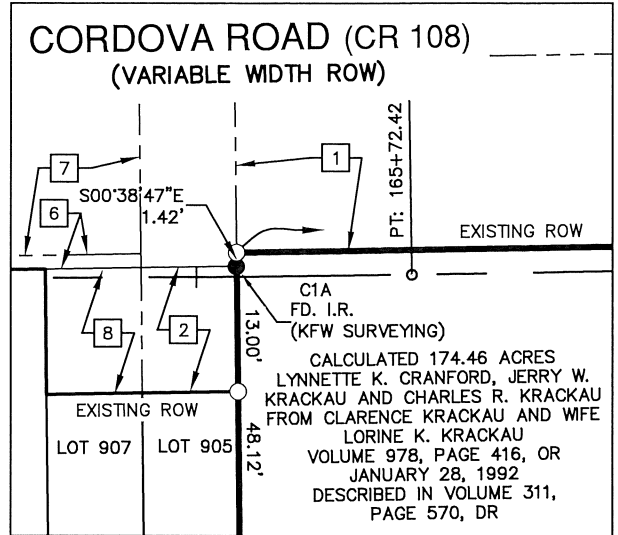 CORDOVA ROAD (CR 108)
(VARIABLE WIDTH ROW)
PT: 165+72.42
7
1
S00°38'47"E
1.42'
6
EXISTING ROW
C1A
FD. I.R.
(KFW SURVEYING)
13.00'
8
2
EXISTING ROW
LOT 907
LOT 905
48.12'
CALCULATED 174.46 ACRES
LYNNETTE K. CRANFORD, JERRY W.
KRACKAU AND CHARLES R. KRACKAU
FROM CLARENCE KRACKAU AND WIFE
LORINE K. KRACKAU
VOLUME 978, PAGE 416, OR
JANUARY 28, 1992
DESCRIBED IN VOLUME 311,
PAGE 570, DR